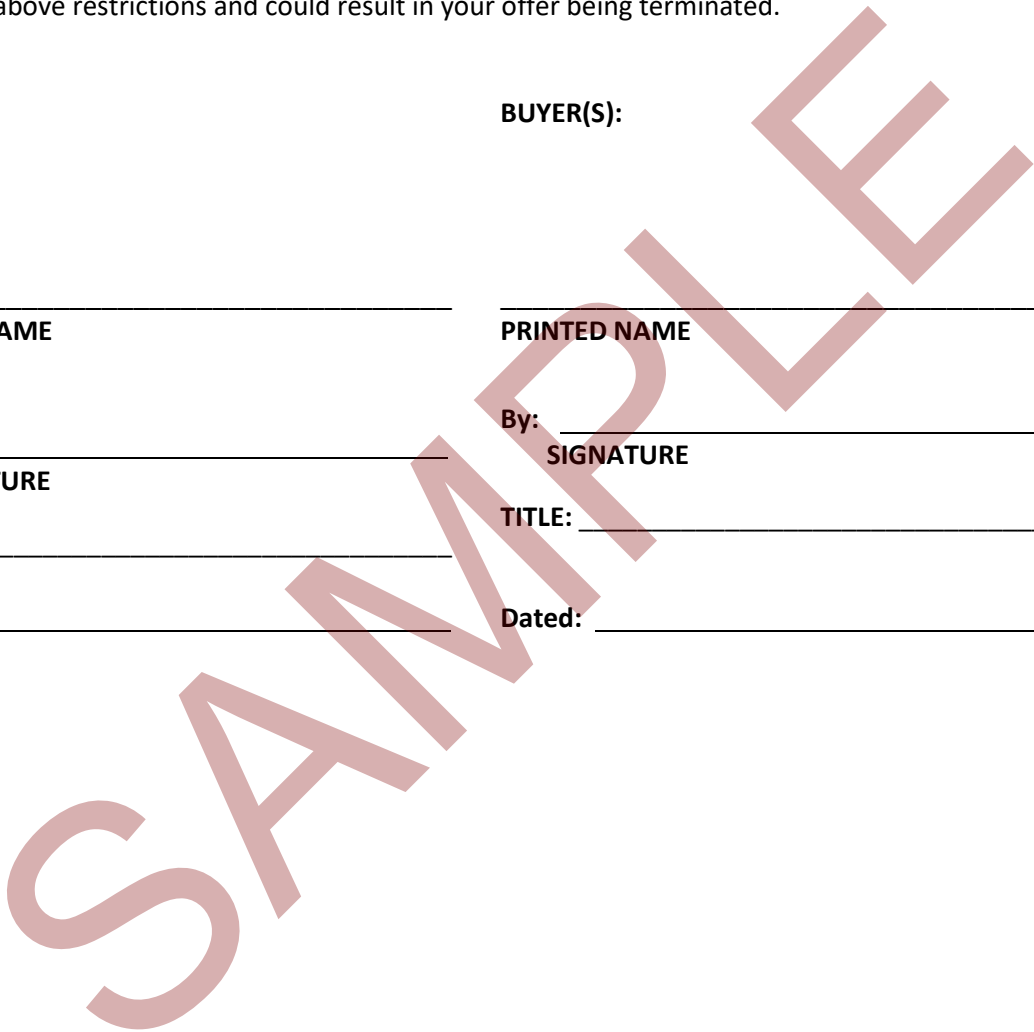 above restrictions and could result in your offer being terminated.
BUYER(S):
AME
PRINTED NAME
By:
SIGNATURE
TURE
TITLE:
Dated:
SAMPLE